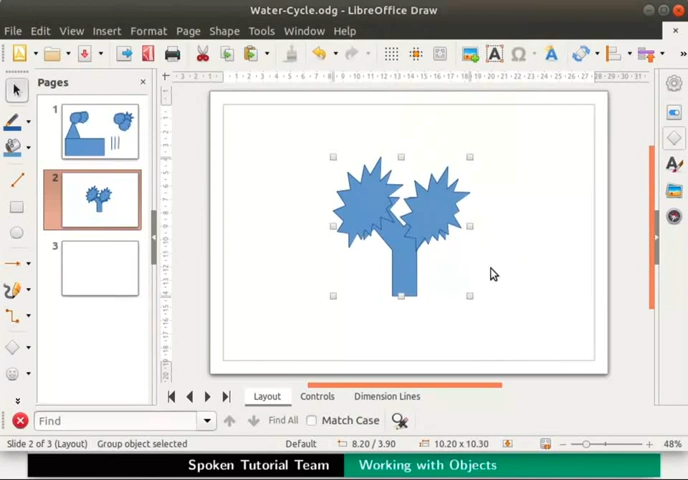 Water-Cycle.odg - LibreOffice Draw
File Edit View Insert Format Page Shape Tools Window Help
Pages
1
2
3
Layout Controls Dimension Lines
Find Find All Match Case
Slide 2 of 3 (Layout) Group object selected Default 8.20 / 3.90 10.20 x 10.30 48%
Spoken Tutorial Team Working with Objects